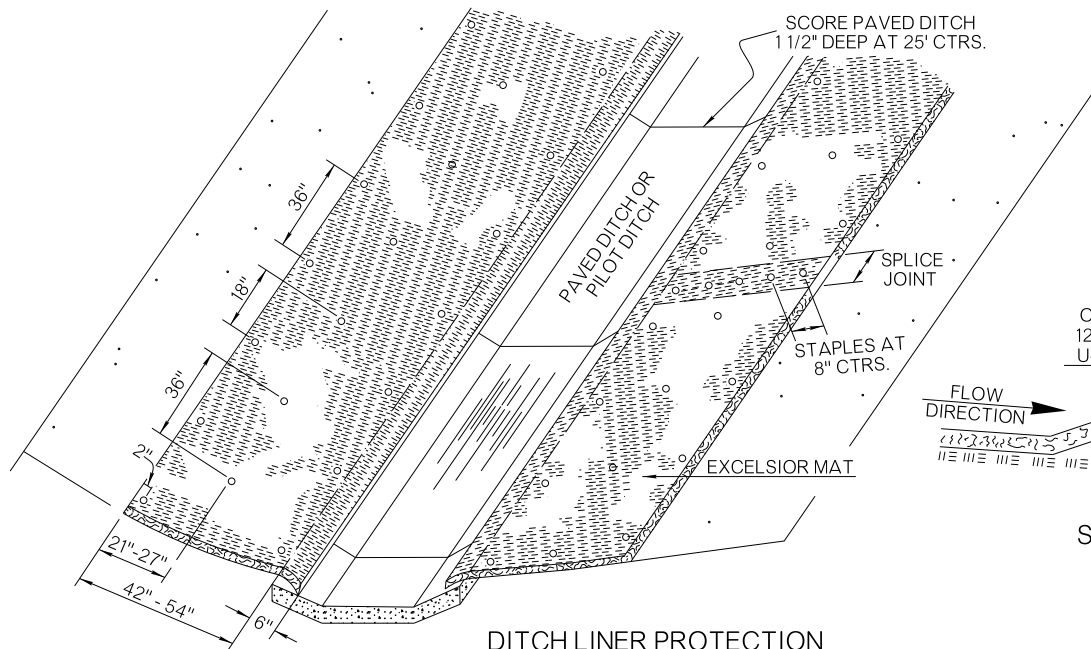 SCORE PAVED DITCH
1 1/2" DEEP AT 25' CTRS.
36"
18"
36"
2"
21"-27"
42" - 54"
6"
PAVED DITCH OR
PILOT DITCH
SPLICE
JOINT
STAPLES AT
8" CTRS.
EXCELSIOR MAT
FLOW
DIRECTION
DITCH LINER PROTECTION